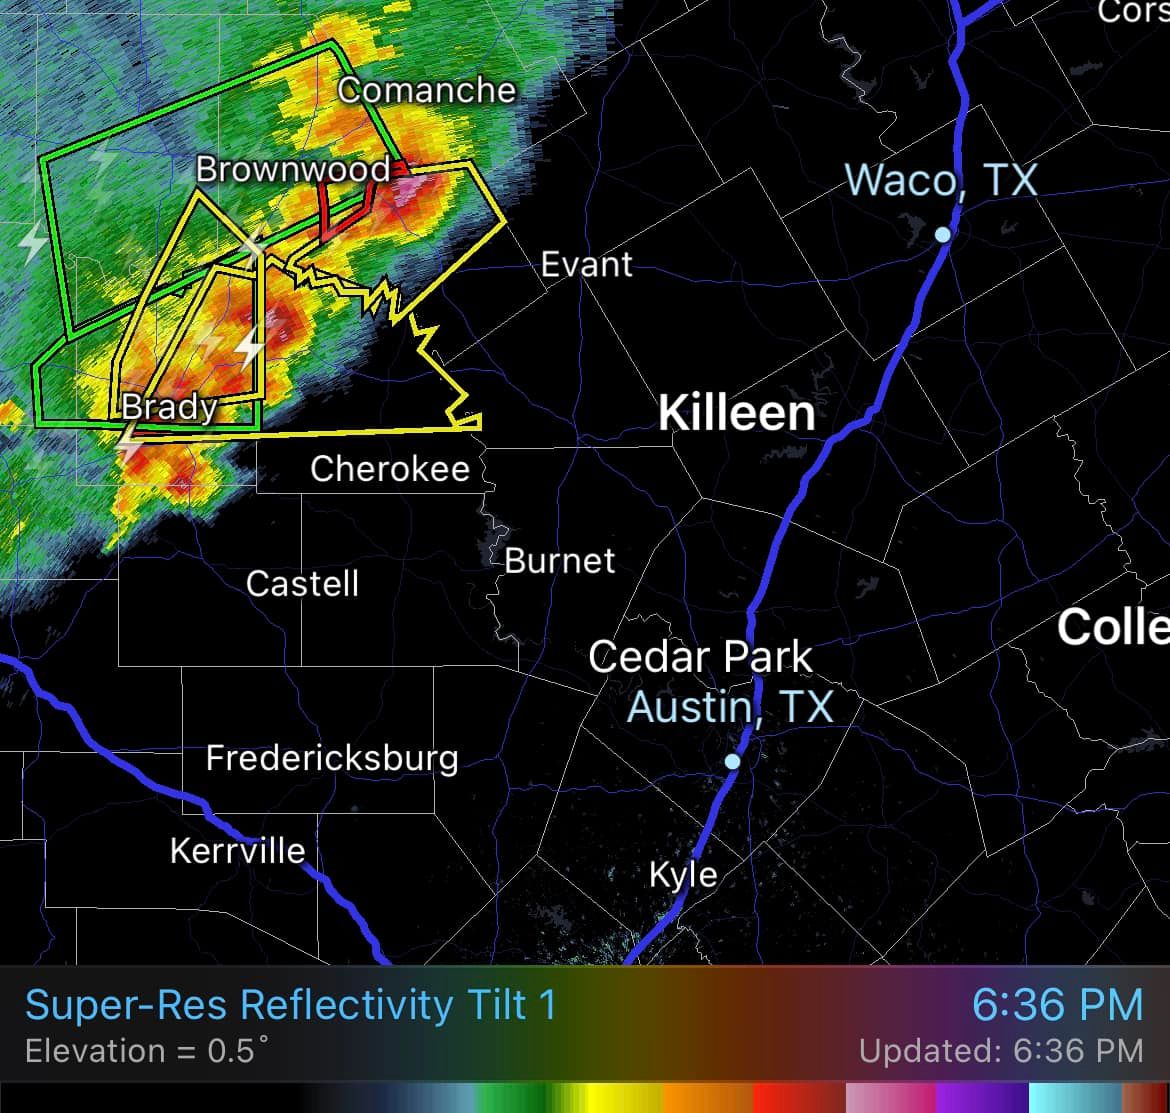 Cors
Comanche
Brownwood
Waco, TX
Evant
Brady
Killeen
Cherokee
Burnet
Castell
Colle
Cedar Park
Austin, TX
Fredericksburg
Kerrville
Kyle
Super-Res Reflectivity Tilt 1
6:36 PM
Elevation = 0.5°
Updated: 6:36 PM